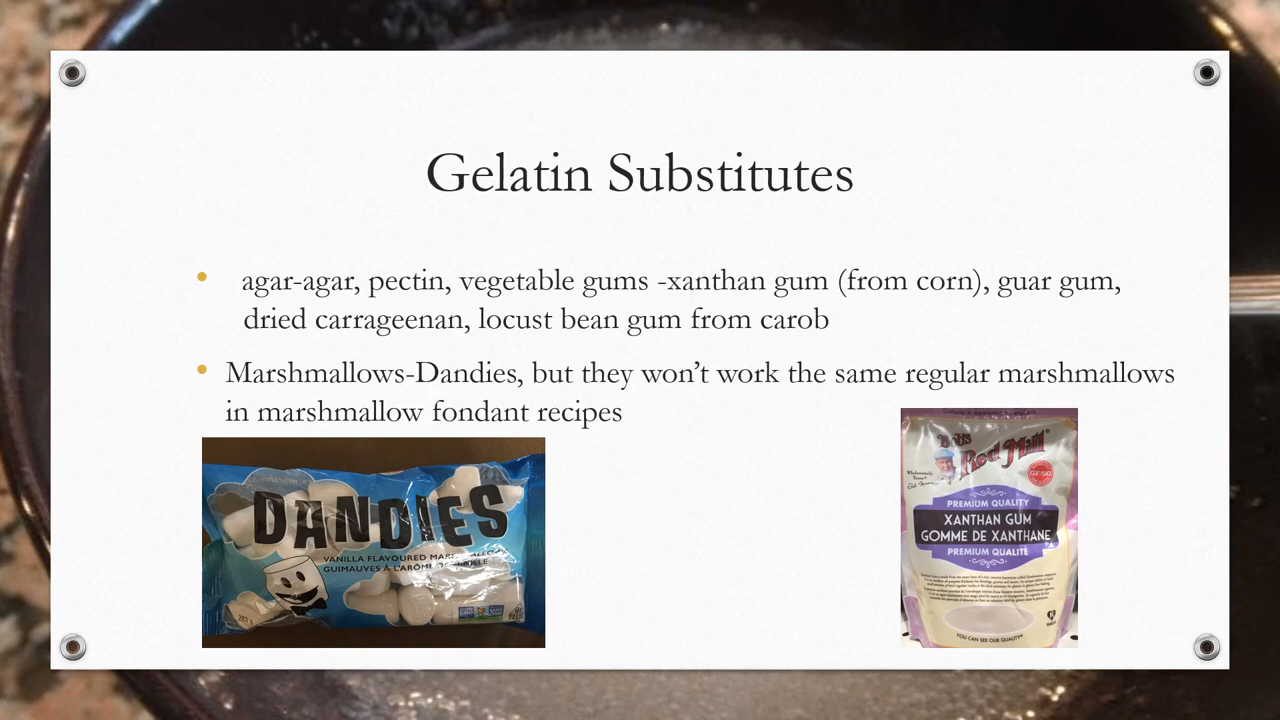 Gelatin Substitutes
• agar-agar, pectin, vegetable gums -xanthan gum (from corn), guar gum,
dried carrageenan, locust bean gum from carob
• Marshmallows-Dandies, but they won’t work the same regular marshmallows
in marshmallow fondant recipes
DANDIES
VANILLA FLAVOURED
GUIMAUVES À L'ARÔME
283 g
Bob's
Red Mill
PREMIUM QUALITY
XANTHAN GUM
GOMME DE XANTHANE
PREMIUM QUALITÉ
YOU CAN SEE OUR QUALITY